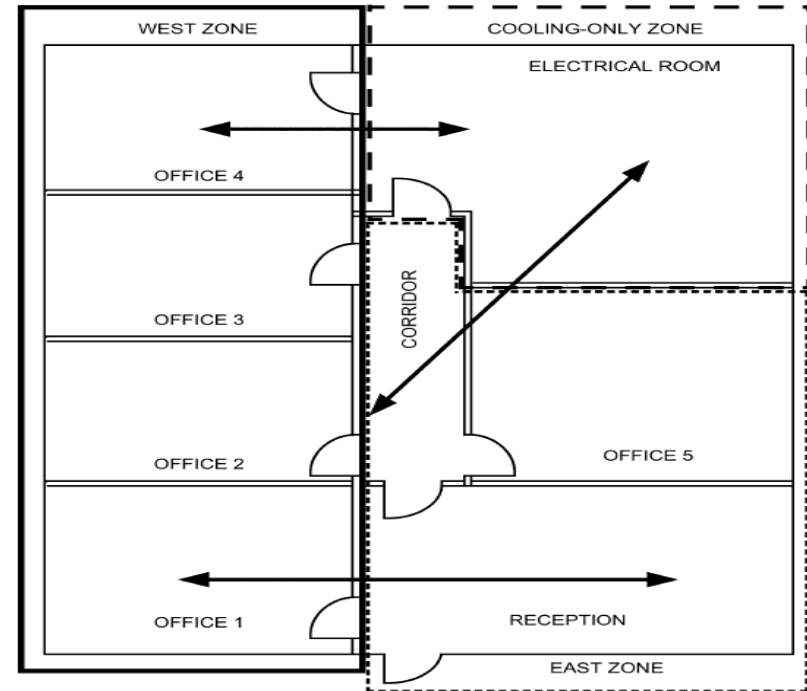 WEST ZONE
COOLING-ONLY ZONE
ELECTRICAL ROOM
OFFICE 4
CORRIDOR
OFFICE 3
OFFICE 2
OFFICE 5
OFFICE 1
RECEPTION
EAST ZONE